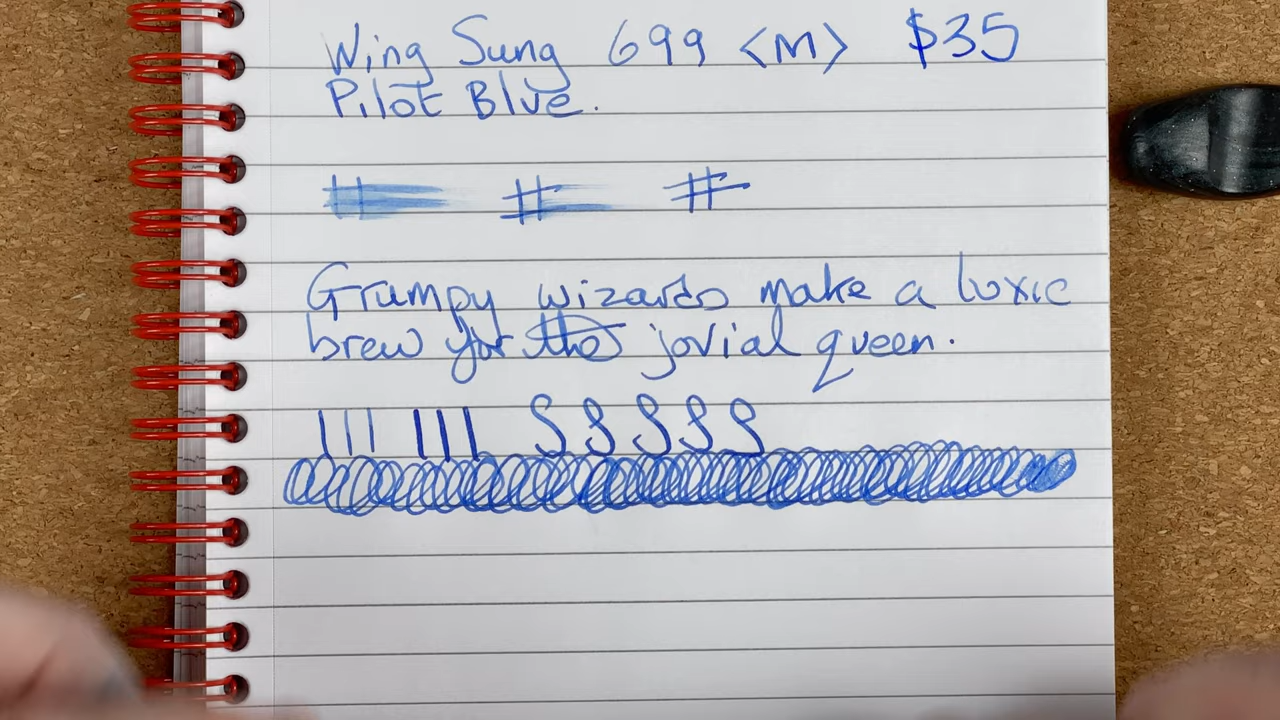 Wing Sung 699 <M> $35
Pilot Blue.
# # #
Grumpy wizards make a toxic
brew for the jovial queen.
||| ||| S S S S S